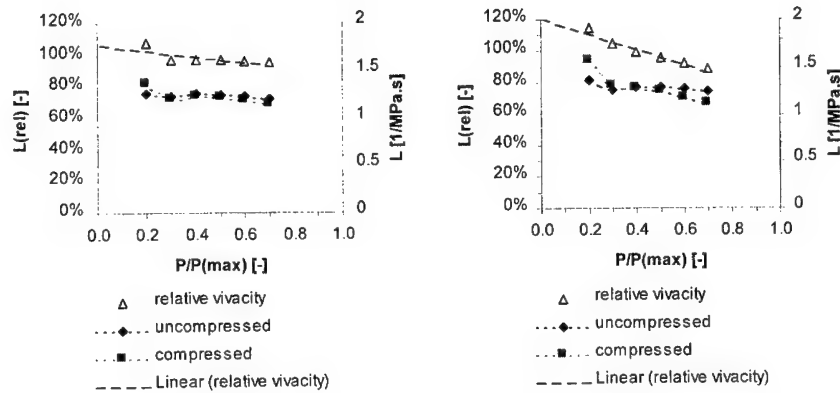 120%
100%
80%
60%
40%
20%
0%
L(rel) [-]
2
1.5
1
0.5
0
L [1/MPa.s]
0.0 0.2 0.4 0.6 0.8 1.0
P/P(max) [-]
relative vivacity
uncompressed
compressed
Linear (relative vivacity)
120%
100%
80%
60%
40%
20%
0%
L(rel) [-]
2
1.5
1
0.5
0
L [1/MPa.s]
0.0 0.2 0.4 0.6 0.8 1.0
P/P(max) [-]
relative vivacity
uncompressed
compressed
Linear (relative vivacity)